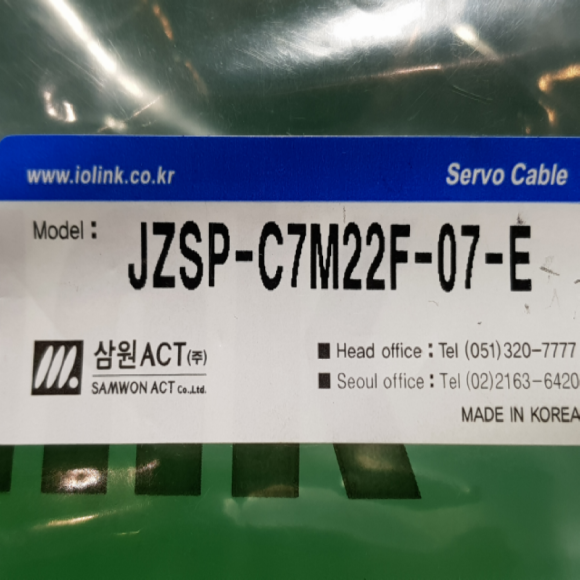 www.iolink.co.kr
Servo Cable
Model : JZSP-C7M22F-07-E
삼원ACT(주)
SAMWON ACT Co.,Ltd.
■ Head office : Tel (051)320-7777
■ Seoul office : Tel (02)2163-6420
MADE IN KOREA